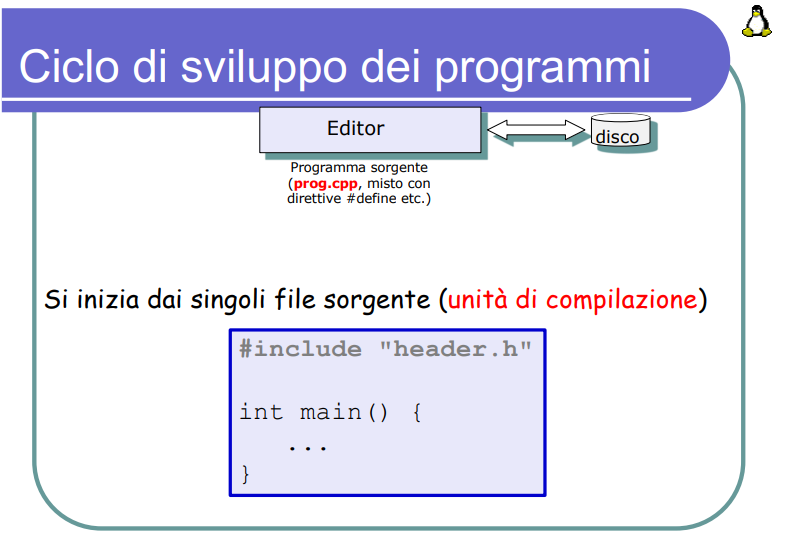 Ciclo di sviluppo dei programmi
Editor
disco
Programma sorgente
(prog.cpp, misto con
direttive #define etc.)
Si inizia dai singoli file sorgente (unità di compilazione)
#include "header.h"
int main() {
...
}